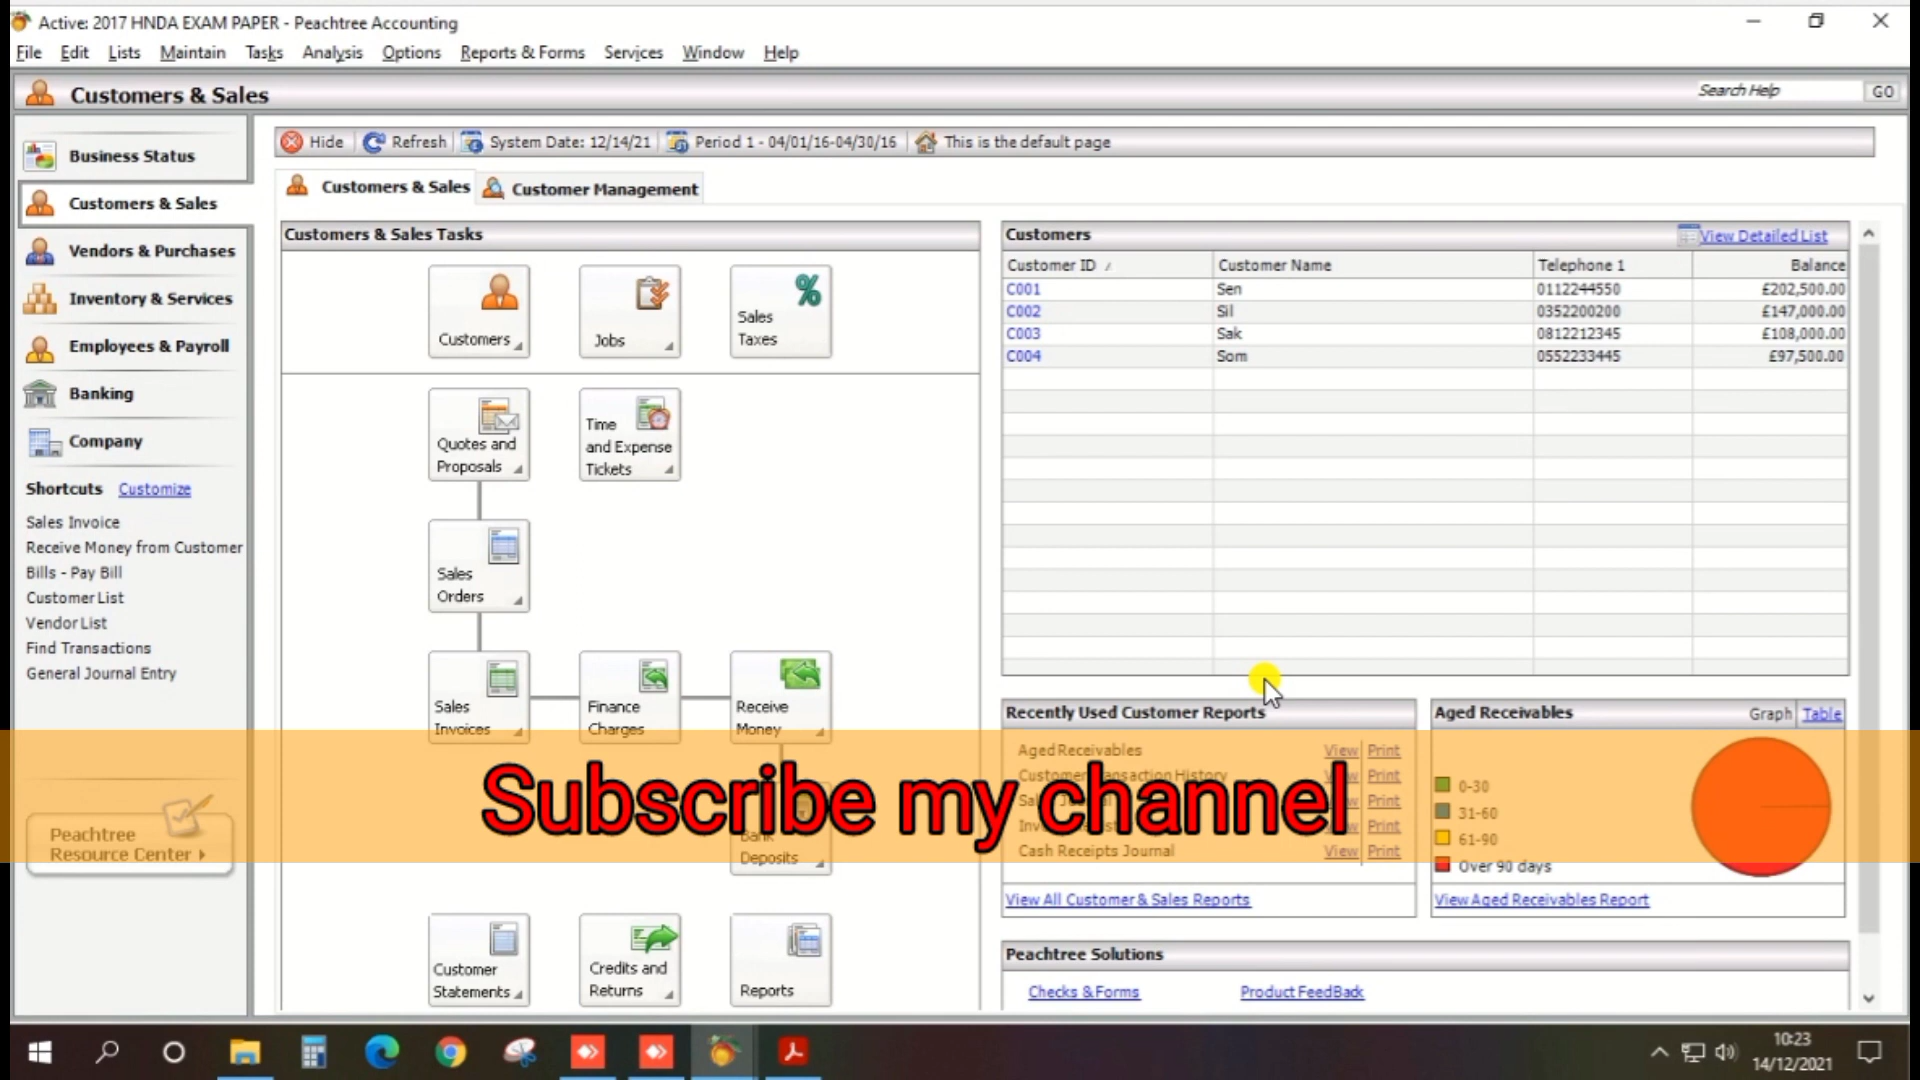 Active: 2017 HNDA EXAM PAPER - Peachtree Accounting
File Edit Lists Maintain Tasks Analysis Options Reports & Forms Services Window Help
Customers & Sales
Search Help GO
Business Status
Customers & Sales
Vendors & Purchases
Inventory & Services
Employees & Payroll
Banking
Company
Shortcuts Customize
Sales Invoice
Receive Money from Customer
Bills - Pay Bill
Customer List
Vendor List
Find Transactions
General Journal Entry
Peachtree
Resource Center
Hide Refresh System Date: 12/14/21 Period 1 - 04/01/16-04/30/16 This is the default page
Customers & Sales Customer Management
Customers & Sales Tasks
Customers
Jobs
Sales
Taxes
Quotes and
Proposals
Time
and Expense
Tickets
Sales
Orders
Sales
Invoices
Finance
Charges
Receive
Money
Bank
Deposits
Customer
Statements
Credits and
Returns
Reports
Customers View Detailed List
Customer ID / Customer Name Telephone 1 Balance
C001 Sen 0112244550 £202,500.00
C002 Sil 0352200200 £147,000.00
C003 Sak 0812212345 £108,000.00
C004 Som 0552233445 £97,500.00
Recently Used Customer Reports
Aged Receivables View Print
Customer Transaction History Print
Print
Print
Cash Receipts Journal View Print
View All Customer & Sales Reports
Aged Receivables Graph Table
0-30
31-60
61-90
Over 90 days
View Aged Receivables Report
Peachtree Solutions
Checks & Forms Product FeedBack
Subscribe my channel
10:23
14/12/2021